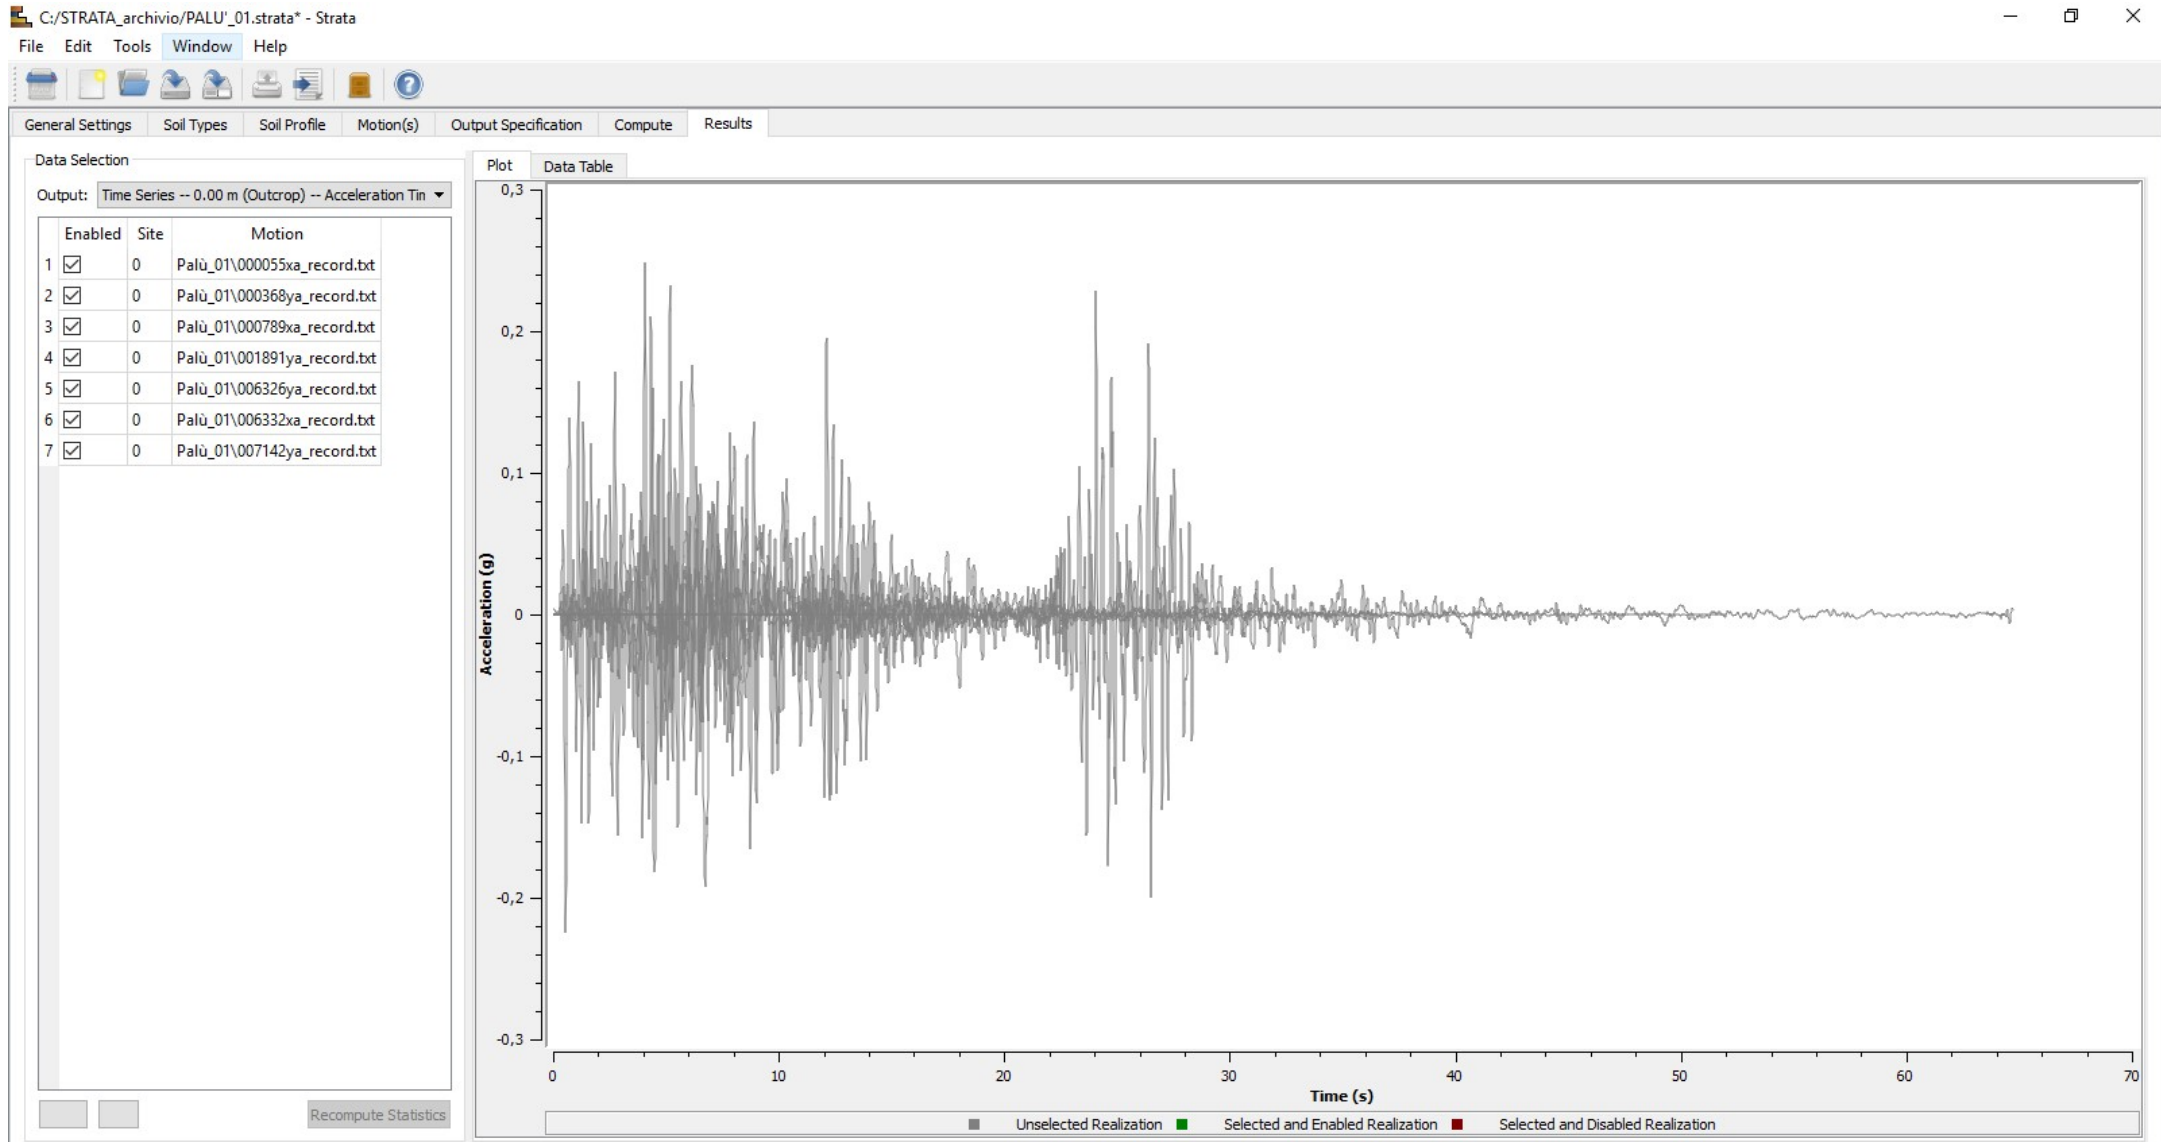 C:/STRATA_archivio/PALU'_01.strata* - Strata
File Edit Tools Window Help
General Settings Soil Types Soil Profile Motion(s) Output Specification Compute Results
Data Selection
Output: Time Series -- 0.00 m (Outcrop) -- Acceleration Tin
Enabled Site Motion
1 0 Palù_01\000055xa_record.txt
2 0 Palù_01\000368ya_record.txt
3 0 Palù_01\000789xa_record.txt
4 0 Palù_01\001891ya_record.txt
5 0 Palù_01\006326ya_record.txt
6 0 Palù_01\006332xa_record.txt
7 0 Palù_01\007142ya_record.txt
Recompute Statistics
Plot Data Table
0,3
0,2
0,1
0
-0,1
-0,2
-0,3
Acceleration (g)
0 10 20 30 40 50 60 70
Time (s)
Unselected Realization Selected and Enabled Realization Selected and Disabled Realization